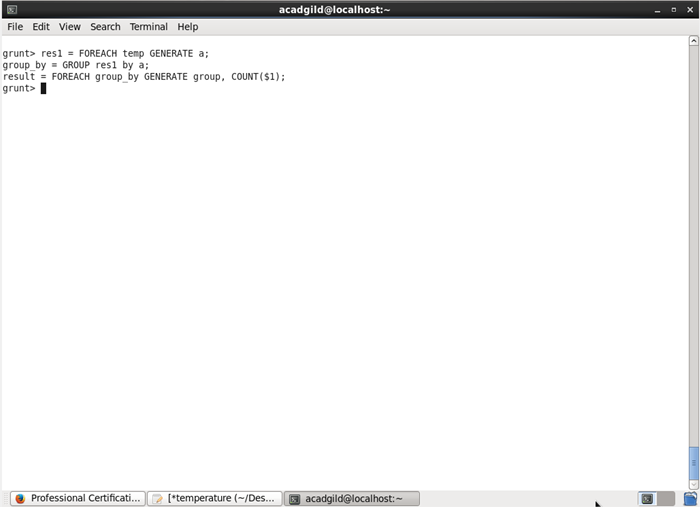 acadgild@localhost:~
File Edit View Search Terminal Help
grunt> res1 = FOREACH temp GENERATE a;
group_by = GROUP res1 by a;
result = FOREACH group_by GENERATE group, COUNT($1);
grunt>
Professional Certificati... [*temperature (~/Des... acadgild@localhost:~